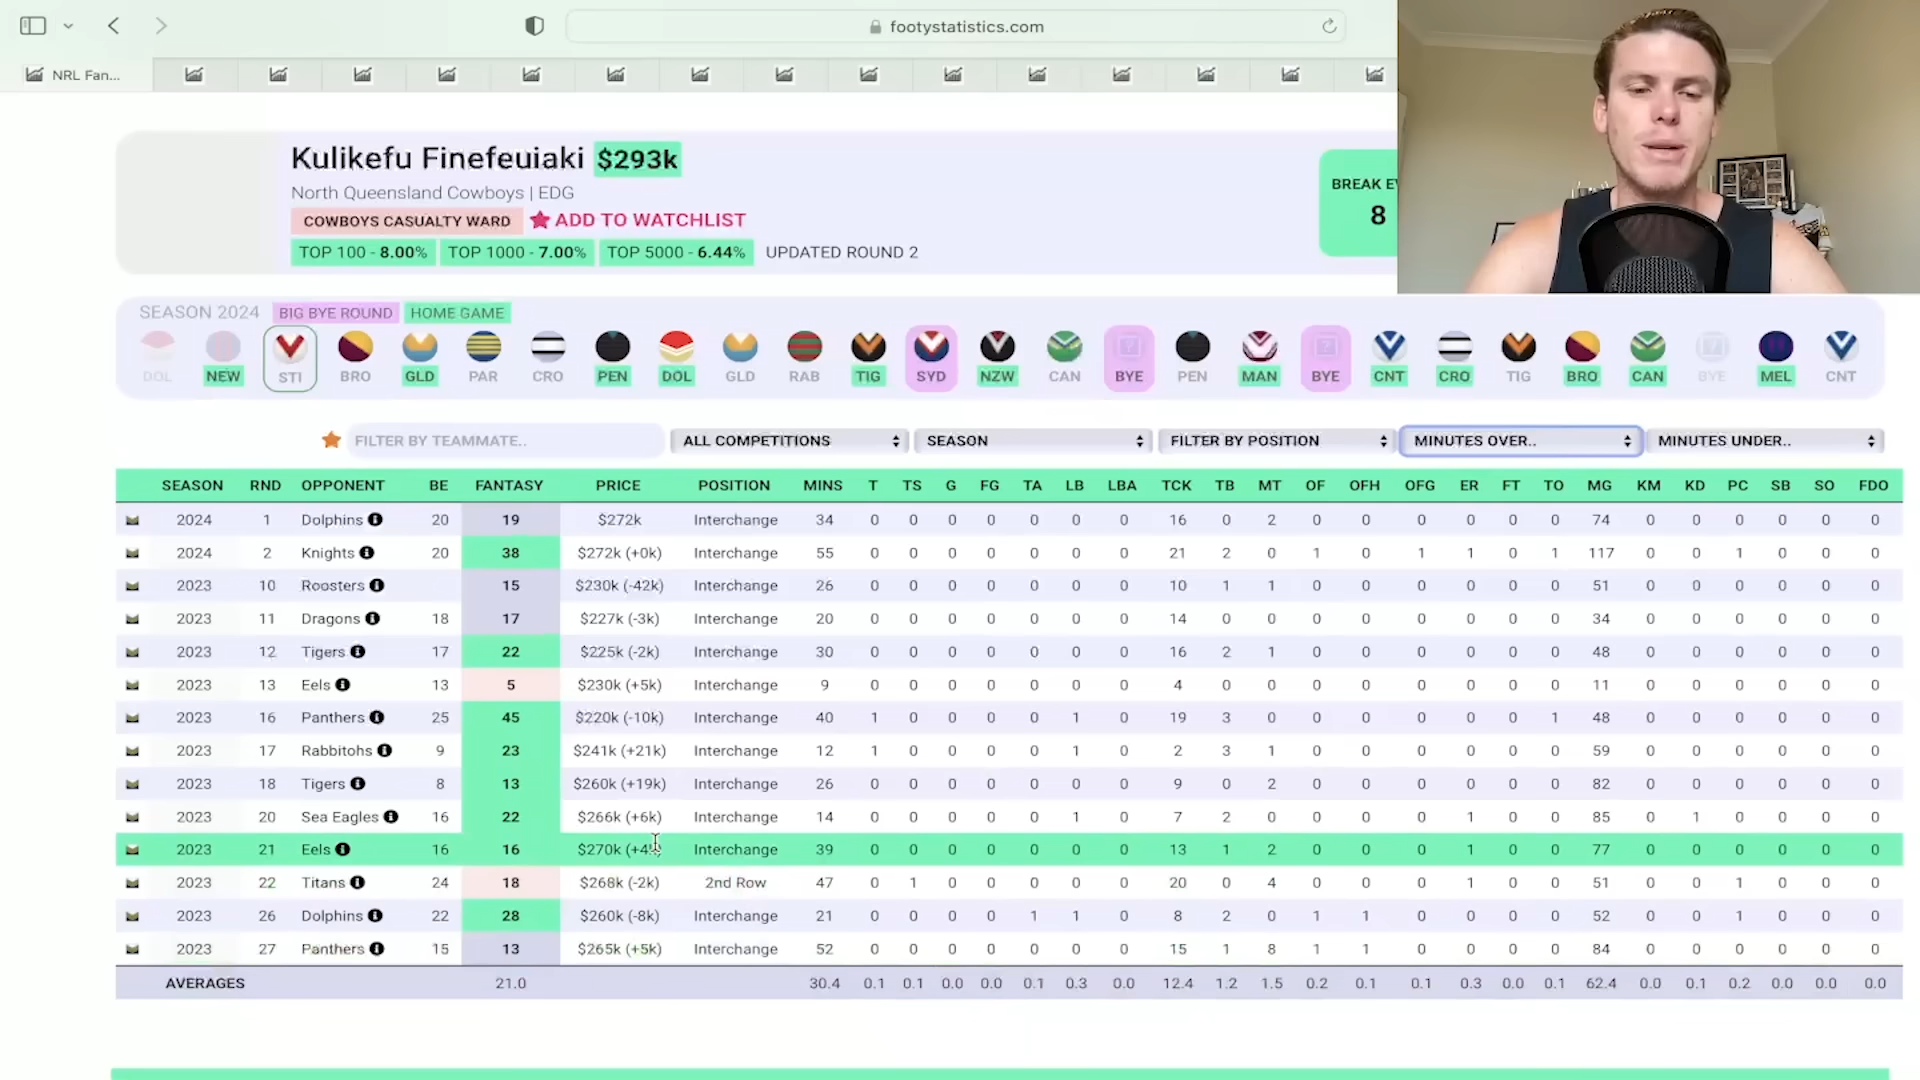 footystatistics.com
NRL Fan...
Kulikefu Finefeuiaki $293k
North Queensland Cowboys | EDG
COWBOYS CASUALTY WARD ADD TO WATCHLIST
TOP 100 - 8.00% TOP 1000 - 7.00% TOP 5000 - 6.44% UPDATED ROUND 2
BREAK E
8
SEASON 2024 BIG BYE ROUND HOME GAME
DOL NEW STI BRO GLD PAR CRO PEN DOL GLD RAB TIG SYD NZW CAN BYE PEN MAN BYE CNT CRO TIG BRO CAN BYE MEL CNT
FILTER BY TEAMMATE.. ALL COMPETITIONS SEASON FILTER BY POSITION MINUTES OVER.. MINUTES UNDER..
SEASON RND OPPONENT BE FANTASY PRICE POSITION MINS T TS G FG TA LB LBA TCK TB MT OF OFH OFG ER FT TO MG KM KD PC SB SO FDO
2024 1 Dolphins 20 19 $272k Interchange 34 0 0 0 0 0 0 0 16 0 2 0 0 0 0 0 0 74 0 0 0 0 0 0
2024 2 Knights 20 38 $272k (+0k) Interchange 55 0 0 0 0 0 0 0 21 2 0 1 0 1 1 0 1 117 0 0 1 0 0 0
2023 10 Roosters 15 $230k (-42k) Interchange 26 0 0 0 0 0 0 0 10 1 1 0 0 0 0 0 0 51 0 0 0 0 0 0
2023 11 Dragons 18 17 $227k (-3k) Interchange 20 0 0 0 0 0 0 0 14 0 0 0 0 0 0 0 0 34 0 0 0 0 0 0
2023 12 Tigers 17 22 $225k (-2k) Interchange 30 0 0 0 0 0 0 0 16 2 1 0 0 0 0 0 0 48 0 0 0 0 0 0
2023 13 Eels 13 5 $230k (+5k) Interchange 9 0 0 0 0 0 0 0 4 0 0 0 0 0 0 0 0 11 0 0 0 0 0 0
2023 16 Panthers 25 45 $220k (-10k) Interchange 40 1 0 0 0 0 1 0 19 3 0 0 0 0 0 0 1 48 0 0 0 0 0 0
2023 17 Rabbitohs 9 23 $241k (+21k) Interchange 12 1 0 0 0 0 1 0 2 3 1 0 0 0 0 0 0 59 0 0 0 0 0 0
2023 18 Tigers 8 13 $260k (+19k) Interchange 26 0 0 0 0 0 0 0 9 0 2 0 0 0 0 0 0 82 0 0 0 0 0 0
2023 20 Sea Eagles 16 22 $266k (+6k) Interchange 14 0 0 0 0 0 1 0 7 2 0 0 0 0 1 0 0 85 0 1 0 0 0 0
2023 21 Eels 16 16 $270k (+4 Interchange 39 0 0 0 0 0 0 0 13 1 2 0 0 0 1 0 0 77 0 0 0 0 0 0
2023 22 Titans 24 18 $268k (-2k) 2nd Row 47 0 1 0 0 0 0 0 20 0 4 0 0 0 1 0 0 51 0 0 1 0 0 0
2023 26 Dolphins 22 28 $260k (-8k) Interchange 21 0 0 0 0 1 1 0 8 2 0 1 1 0 0 0 0 52 0 0 1 0 0 0
2023 27 Panthers 15 13 $265k (+5k) Interchange 52 0 0 0 0 0 0 0 15 1 8 1 1 0 0 0 0 84 0 0 0 0 0 0
AVERAGES 21.0 30.4 0.1 0.1 0.0 0.0 0.1 0.3 0.0 12.4 1.2 1.5 0.2 0.1 0.1 0.3 0.0 0.1 62.4 0.0 0.1 0.2 0.0 0.0 0.0